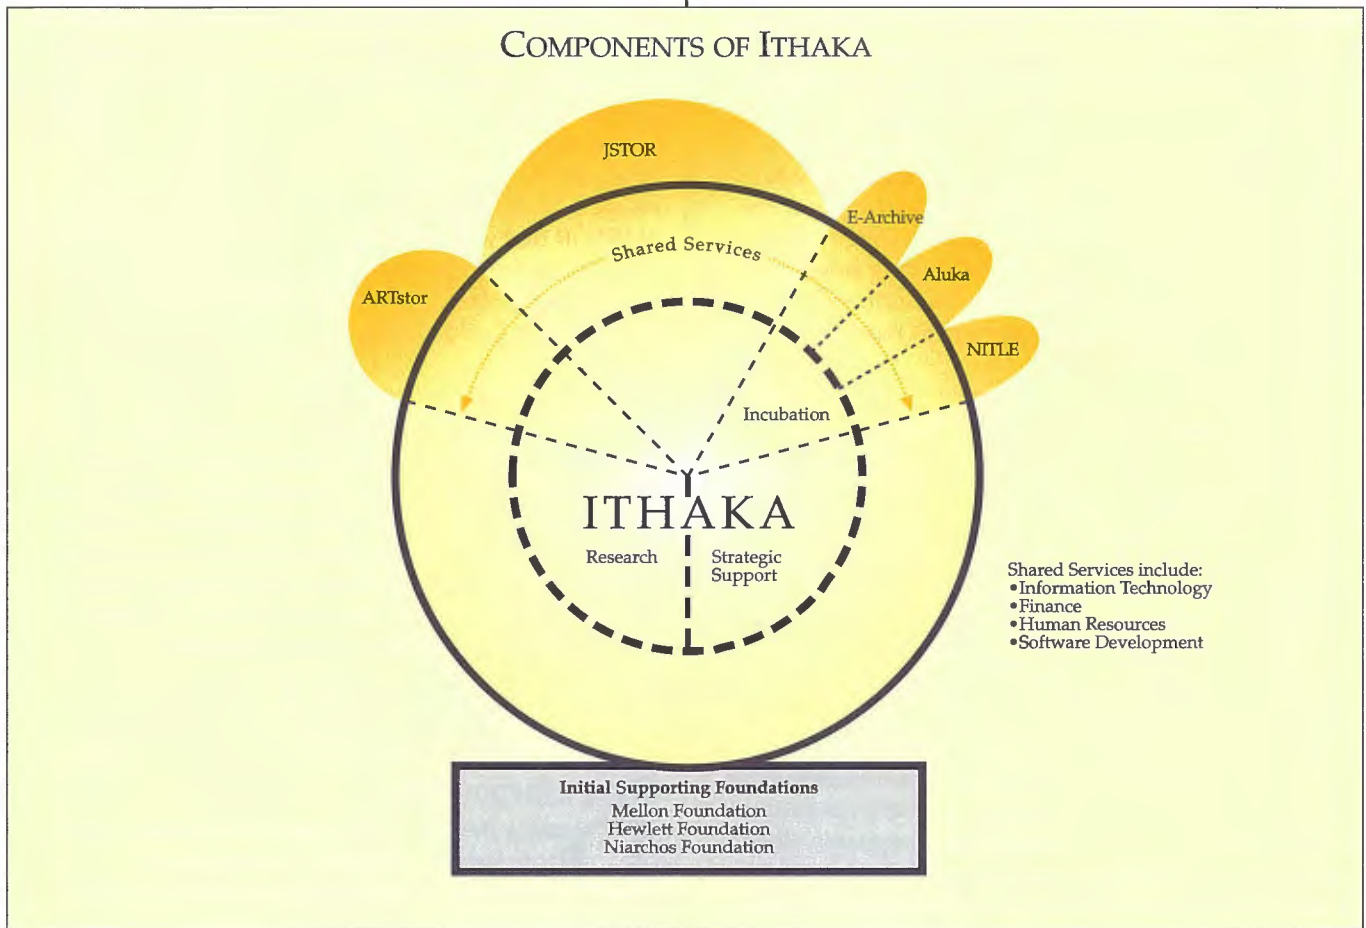 COMPONENTS OF ITHAKA
JSTOR
E-Archive
Shared Services
Aluka
ARTstor
NITLE
Incubation
ITHAKA
Research
Strategic
Support
Shared Services include:
•Information Technology
•Finance
•Human Resources
•Software Development
Initial Supporting Foundations
Mellon Foundation
Hewlett Foundation
Niarchos Foundation